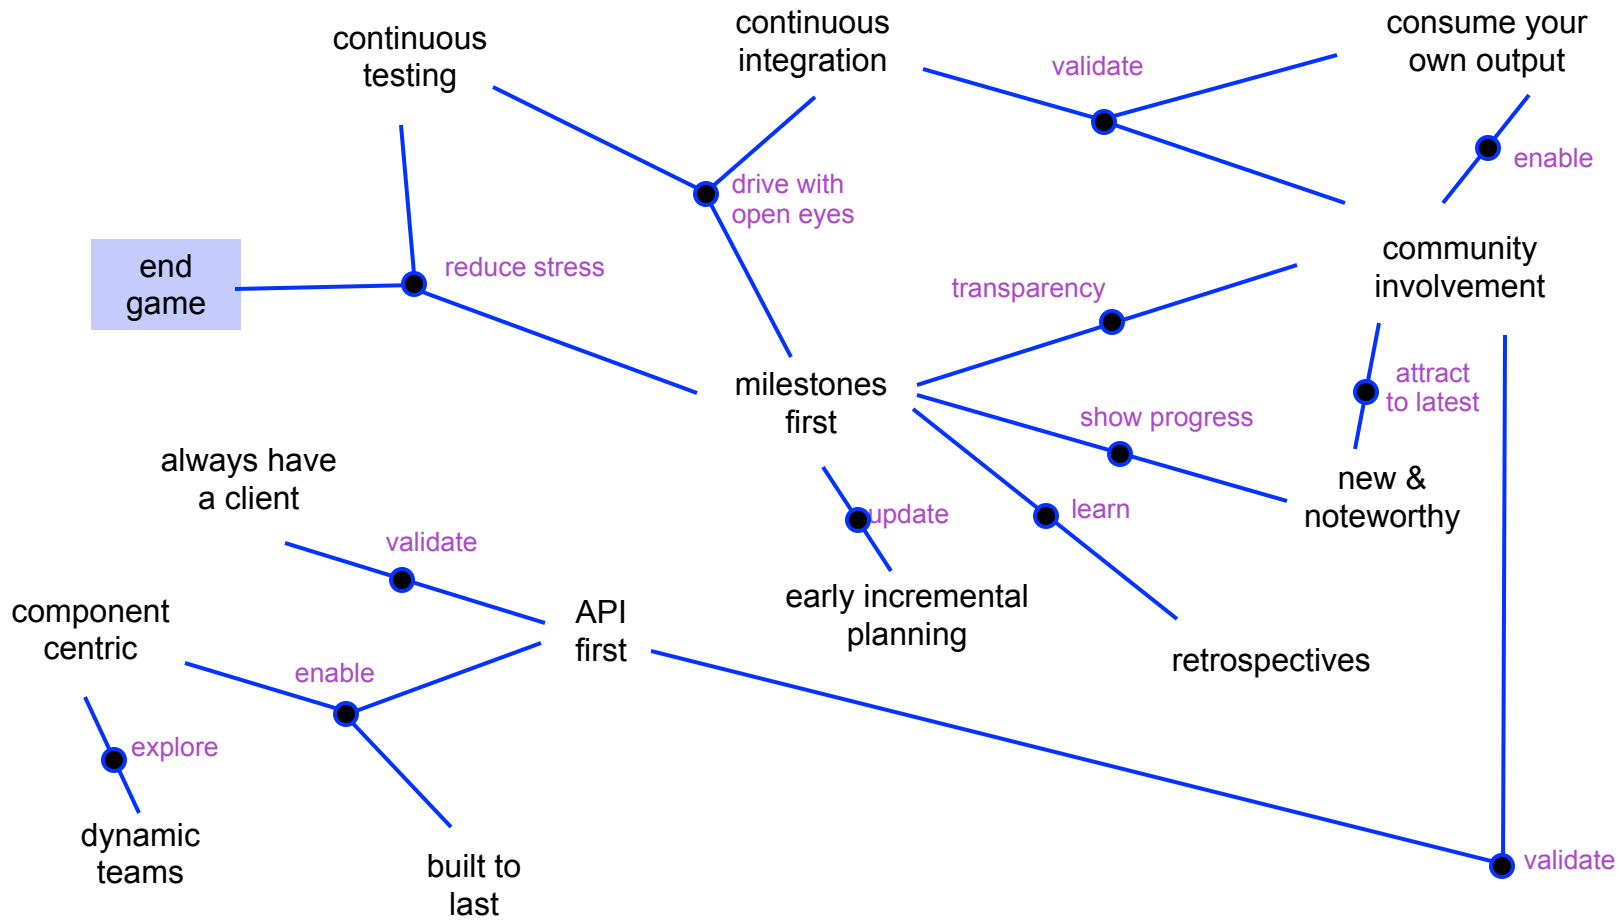 continuous
testing
continuous
integration
consume your
own output
validate
enable
drive with
open eyes
end
game
reduce stress
community
involvement
transparency
milestones
first
attract
to latest
show progress
always have
a client
new &
noteworthy
update
learn
validate
early incremental
planning
component
centric
API
first
retrospectives
enable
explore
dynamic
teams
built to
last
validate